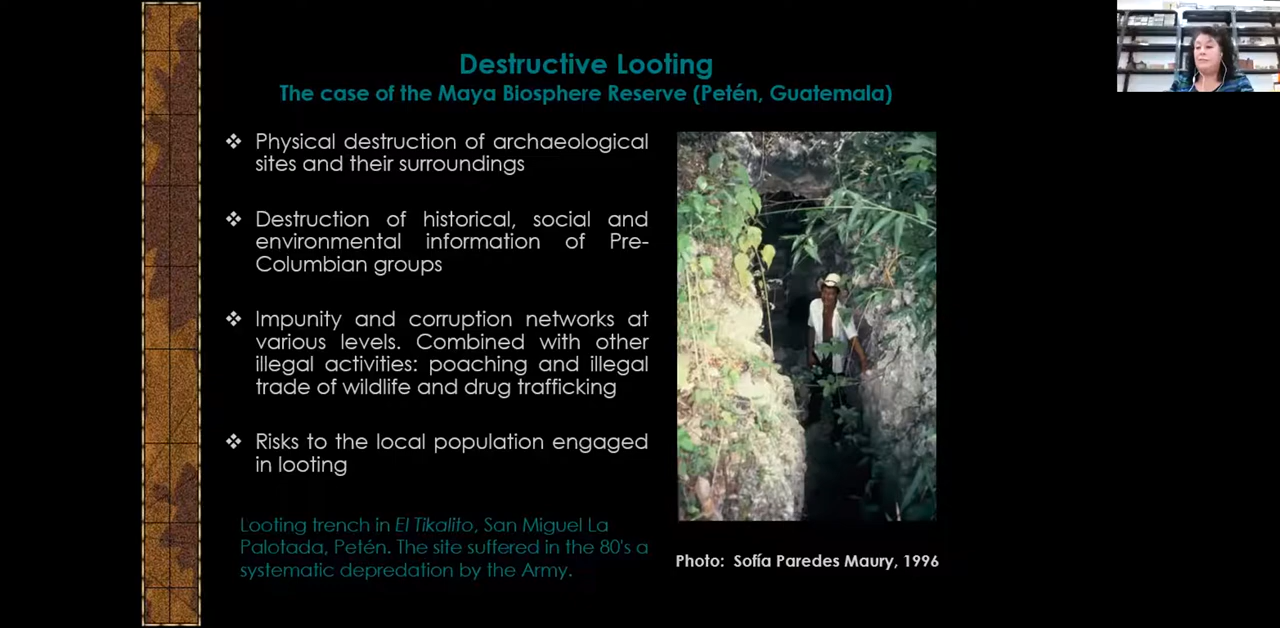 Destructive Looting
The case of the Maya Biosphere Reserve (Petén, Guatemala)
❖ Physical destruction of archaeological
sites and their surroundings
❖ Destruction of historical, social and
environmental information of Pre-
Columbian groups
❖ Impunity and corruption networks at
various levels. Combined with other
illegal activities: poaching and illegal
trade of wildlife and drug trafficking
❖ Risks to the local population engaged
in looting
Looting trench in El Tikalito, San Miguel La
Palotada, Petén. The site suffered in the 80's a
systematic depredation by the Army.
Photo: Sofía Paredes Maury, 1996